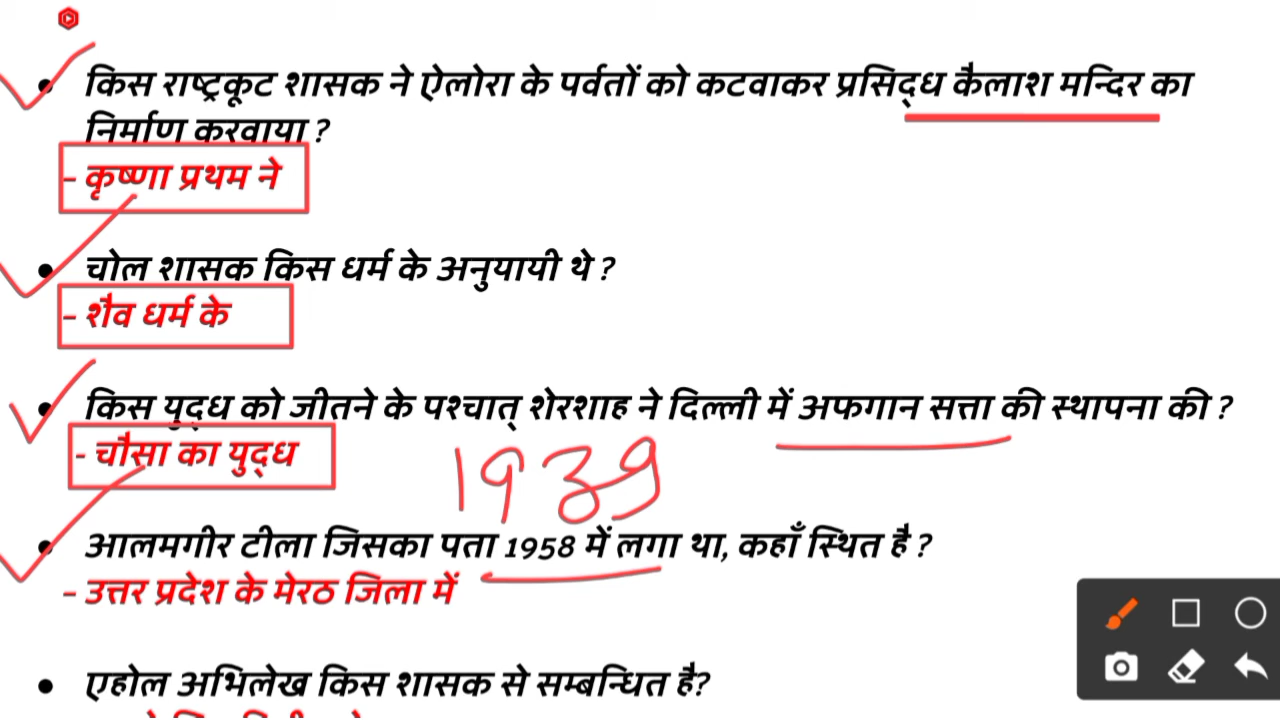 किस राष्ट्रकूट शासक ने ऐलोरा के पर्वतों को कटवाकर प्रसिद्ध कैलाश मन्दिर का
निर्माण करवाया ?
- कृष्णा प्रथम ने
चोल शासक किस धर्म के अनुयायी थे ?
- शैव धर्म के
किस युद्ध को जीतने के पश्चात् शेरशाह ने दिल्ली में अफगान सत्ता की स्थापना की ?
- चौसा का युद्ध
1939
आलमगीर टीला जिसका पता 1958 में लगा था, कहाँ स्थित है ?
- उत्तर प्रदेश के मेरठ जिला में
एहोल अभिलेख किस शासक से सम्बन्धित है?